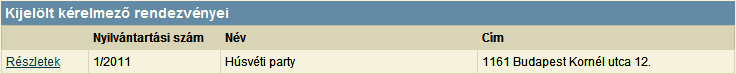 Kijelölt kérelmező rendezvényei
Nyilvántartási szám Név Cím
Részletek 1/2011 Húsvéti party 1161 Budapest Kornél utca 12.